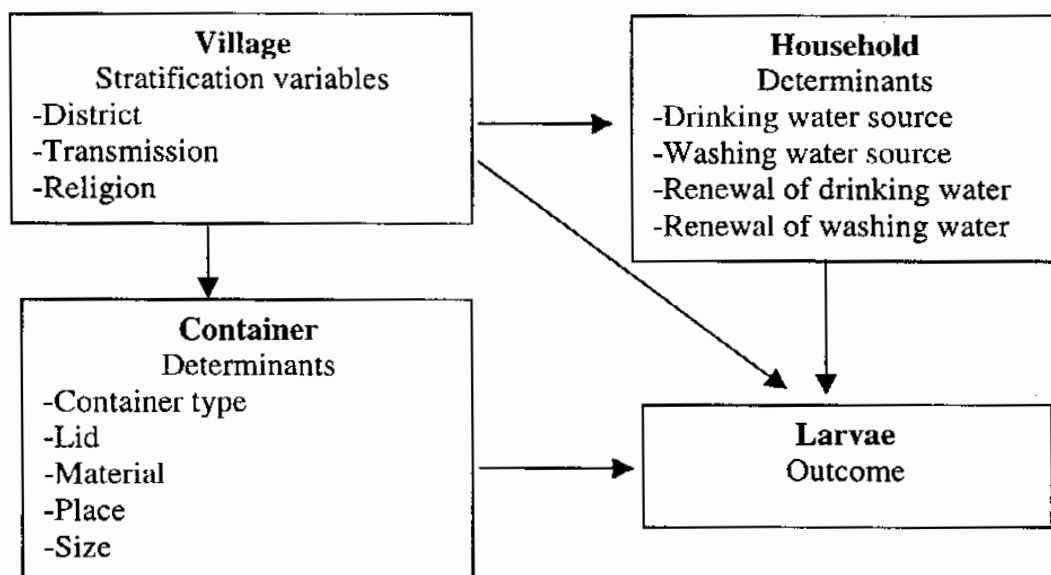 Village
Stratification variables
-District
-Transmission
-Religion
Household
Determinants
-Drinking water source
-Washing water source
-Renewal of drinking water
-Renewal of washing water
Container
Determinants
-Container type
-Lid
-Material
-Place
-Size
Larvae
Outcome